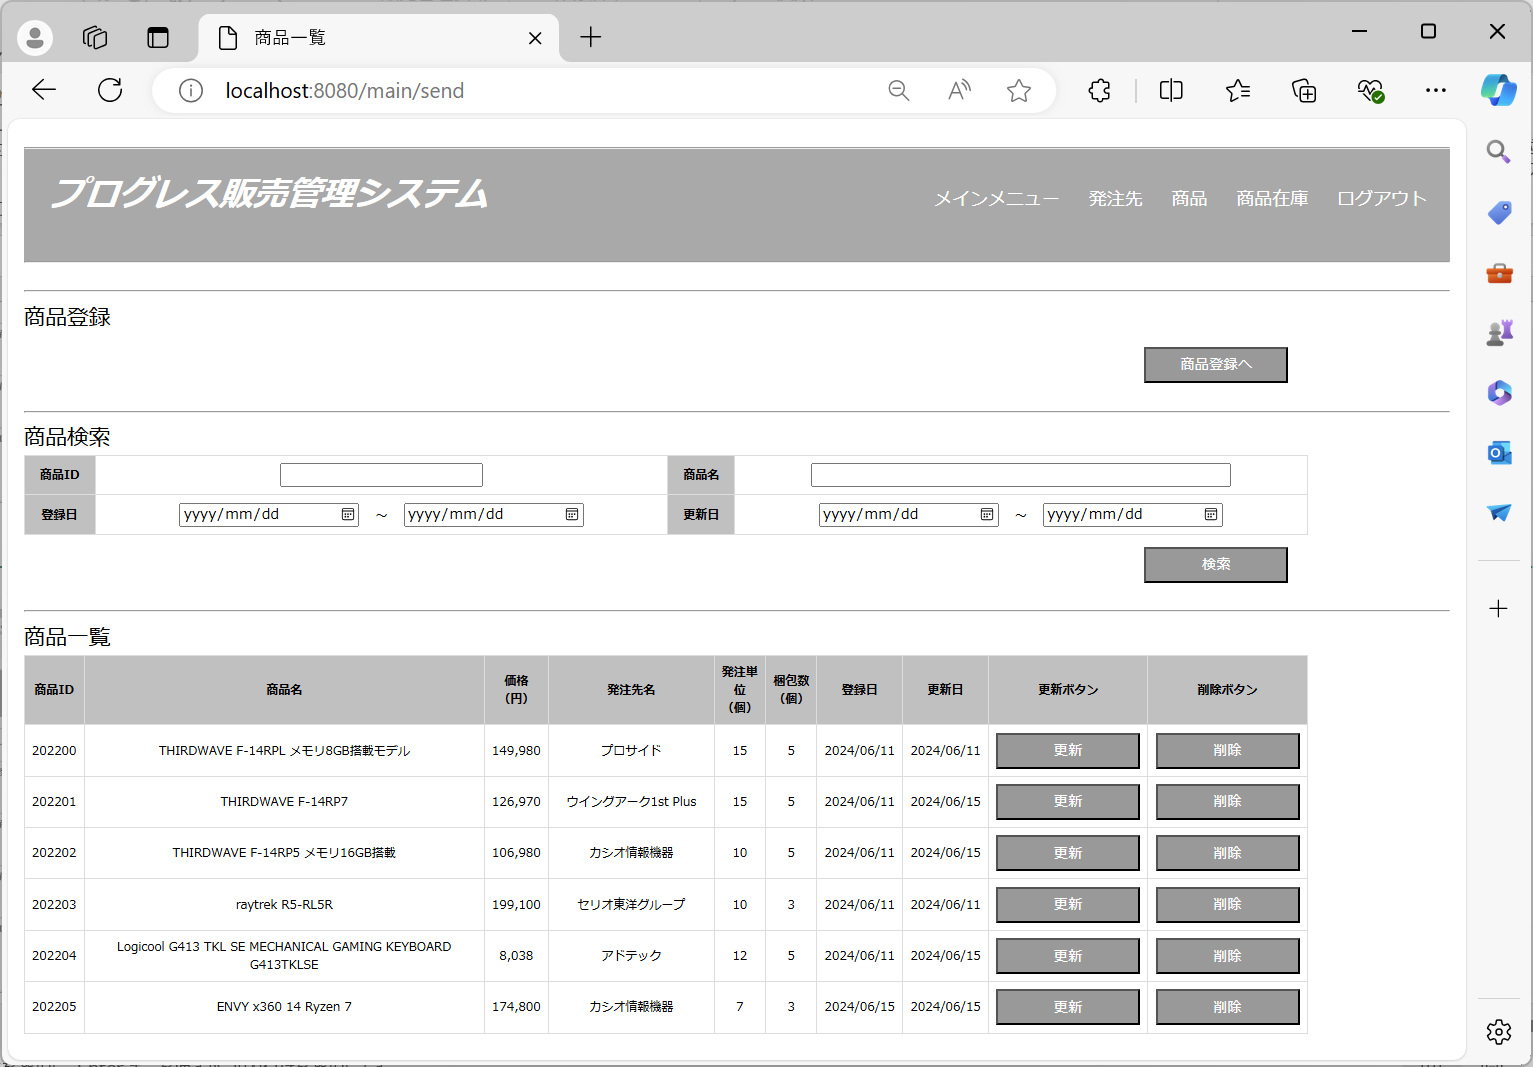 商品一覧
localhost:8080/main/send
プログレス販売管理システム
メインメニュー 発注先 商品 商品在庫 ログアウト
商品登録
商品登録へ
商品検索
商品ID 商品名
登録日 yyyy/mm/dd ～ yyyy/mm/dd 更新日 yyyy/mm/dd ～ yyyy/mm/dd
検索
商品一覧
商品ID 商品名 価格（円） 発注先名 発注単位（個） 梱包数（個） 登録日 更新日 更新ボタン 削除ボタン
202200 THIRDWAVE F-14RPL メモリ8GB搭載モデル 149,980 プロサイド 15 5 2024/06/11 2024/06/11 更新 削除
202201 THIRDWAVE F-14RP7 126,970 ウイングアーク1st Plus 15 5 2024/06/11 2024/06/15 更新 削除
202202 THIRDWAVE F-14RP5 メモリ16GB搭載 106,980 カシオ情報機器 10 5 2024/06/11 2024/06/15 更新 削除
202203 raytrek R5-RL5R 199,100 セリオ東洋グループ 10 3 2024/06/11 2024/06/11 更新 削除
202204 Logicool G413 TKL SE MECHANICAL GAMING KEYBOARD G413TKLSE 8,038 アドテック 12 5 2024/06/11 2024/06/15 更新 削除
202205 ENVY x360 14 Ryzen 7 174,800 カシオ情報機器 7 3 2024/06/15 2024/06/15 更新 削除